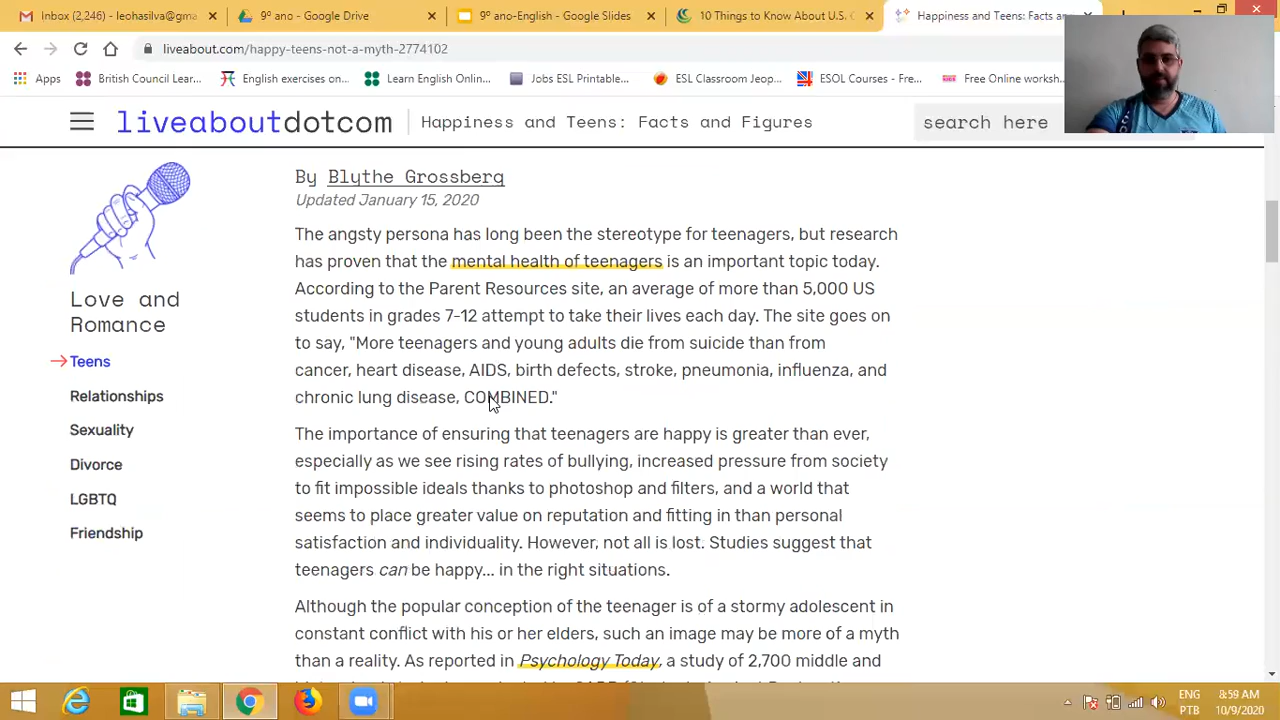 Inbox (2,246) - leohasilva@gma
9º ano - Google Drive
9º ano-English - Google Slides
10 Things to Know About U.S.
Happiness and Teens: Facts an
liveabout.com/happy-teens-not-a-myth-2774102
Apps
British Council Lear...
English exercises on...
Learn English Onlin...
Jobs ESL Printable...
ESL Classroom Jeop...
ESOL Courses - Fre...
Free Online worksh...
liveaboutdotcom
Happiness and Teens: Facts and Figures
search here
By Blythe Grossberg
Updated January 15, 2020
The angsty persona has long been the stereotype for teenagers, but research
has proven that the mental health of teenagers is an important topic today.
According to the Parent Resources site, an average of more than 5,000 US
students in grades 7-12 attempt to take their lives each day. The site goes on
to say, "More teenagers and young adults die from suicide than from
cancer, heart disease, AIDS, birth defects, stroke, pneumonia, influenza, and
chronic lung disease, COMBINED."
The importance of ensuring that teenagers are happy is greater than ever,
especially as we see rising rates of bullying, increased pressure from society
to fit impossible ideals thanks to photoshop and filters, and a world that
seems to place greater value on reputation and fitting in than personal
satisfaction and individuality. However, not all is lost. Studies suggest that
teenagers can be happy... in the right situations.
Although the popular conception of the teenager is of a stormy adolescent in
constant conflict with his or her elders, such an image may be more of a myth
than a reality. As reported in Psychology Today, a study of 2,700 middle and
Love and
Romance
Teens
Relationships
Sexuality
Divorce
LGBTQ
Friendship
ENG
PTB
8:59 AM
10/9/2020